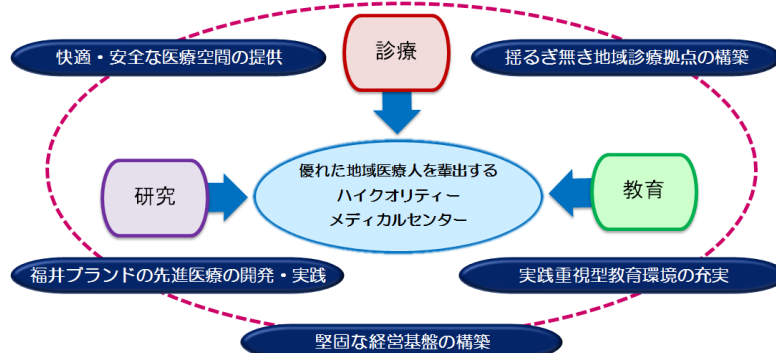 診療
快適・安全な医療空間の提供
揺るぎ無き地域診療拠点の構築
優れた地域医療人を輩出する
ハイクオリティー
メディカルセンター
研究
教育
福井ブランドの先進医療の開発・実践
実践重視型教育環境の充実
堅固な経営基盤の構築